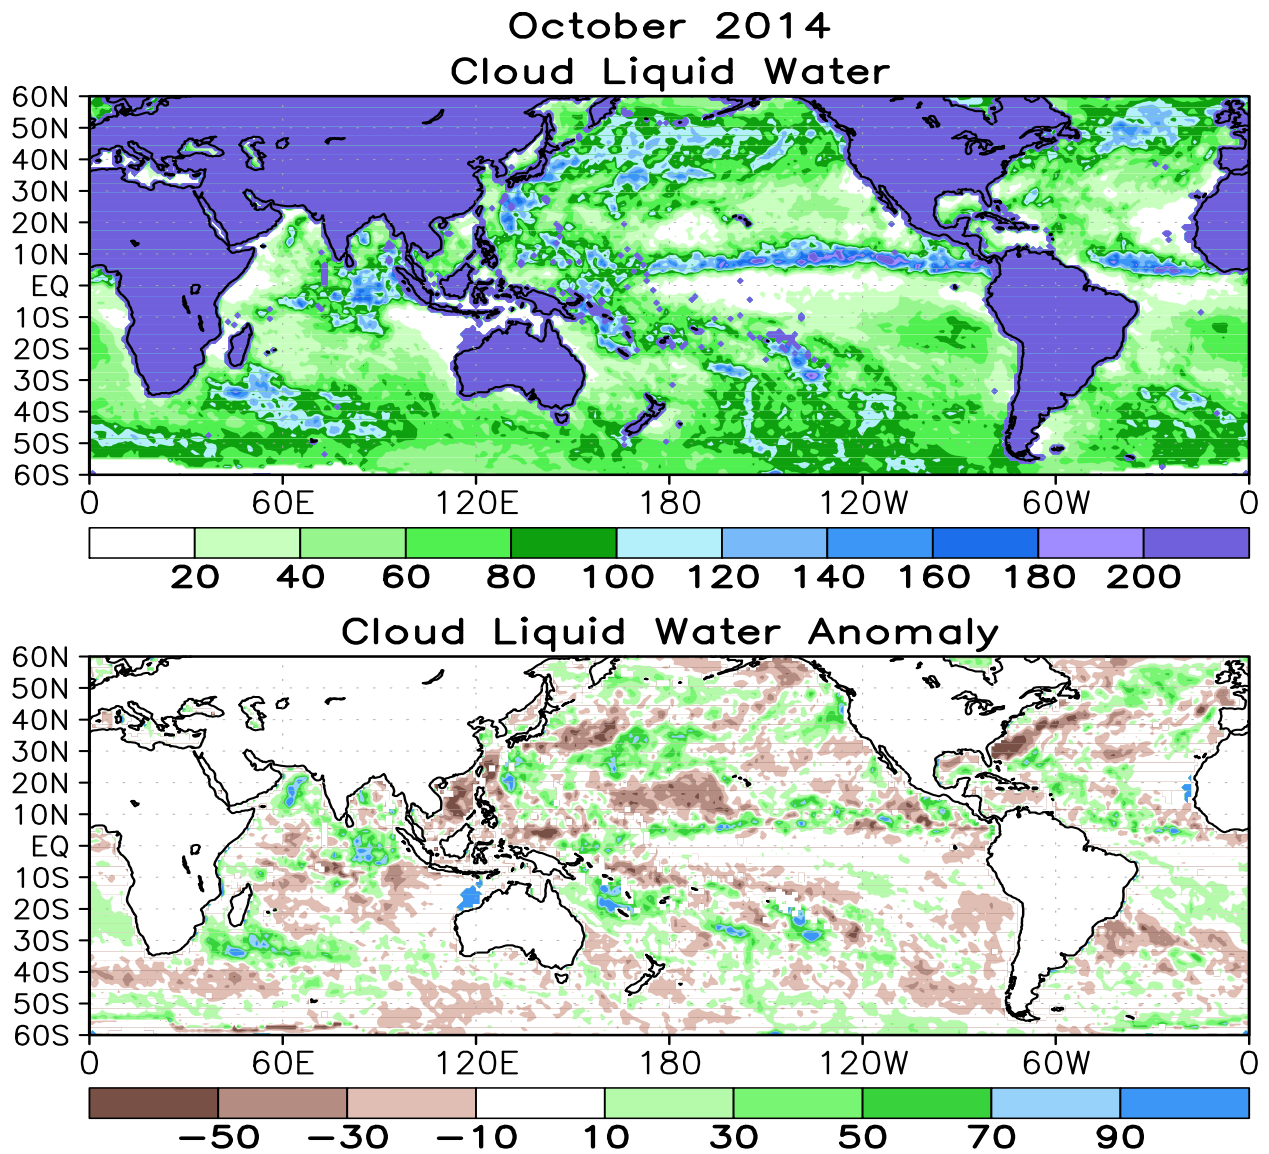 October 2014
Cloud Liquid Water
60N
50N
40N
30N
20N
10N
EQ
10S
20S
30S
40S
50S
60S
0 60E 120E 180 120W 60W 0
20 40 60 80 100 120 140 160 180 200
Cloud Liquid Water Anomaly
60N
50N
40N
30N
20N
10N
EQ
10S
20S
30S
40S
50S
60S
0 60E 120E 180 120W 60W 0
−50 −30 −10 10 30 50 70 90